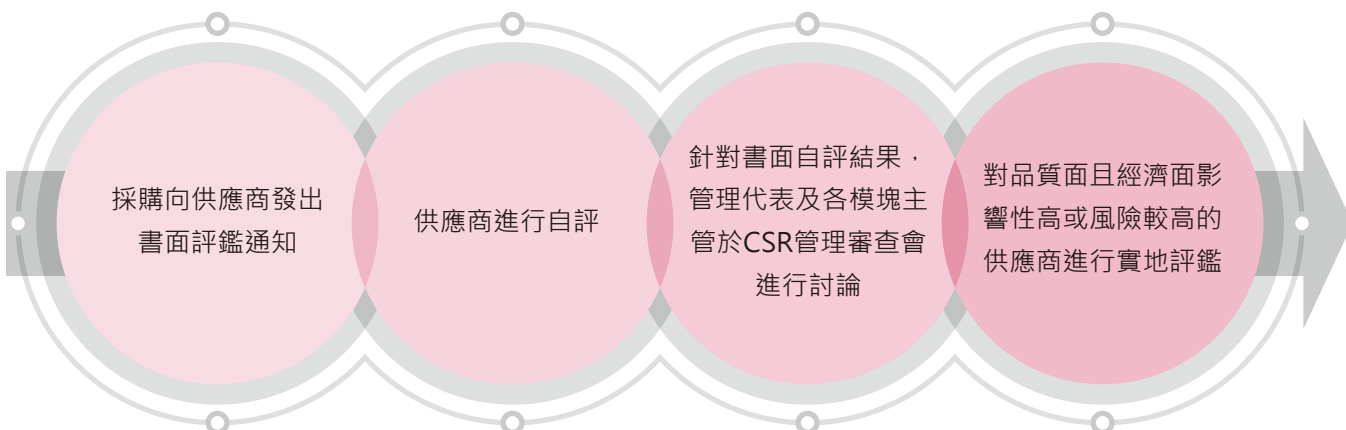 採購向供應商發出
書面評鑑通知
供應商進行自評
針對書面自評結果，
管理代表及各模塊主
管於CSR管理審查會
進行討論
對品質面且經濟面影
響性高或風險較高的
供應商進行實地評鑑